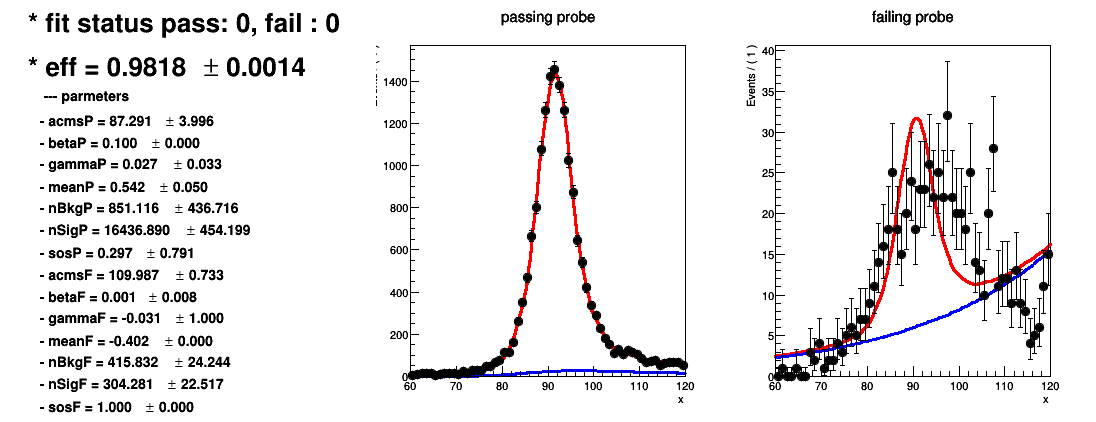 * fit status pass: 0, fail : 0
* eff = 0.9818 ± 0.0014
--- parmeters
- acmsP = 87.291 ± 3.996
- betaP = 0.100 ± 0.000
- gammaP = 0.027 ± 0.033
- meanP = 0.542 ± 0.050
- nBkgP = 851.116 ± 436.716
- nSigP = 16436.890 ± 454.199
- sosP = 0.297 ± 0.791
- acmsF = 109.987 ± 0.733
- betaF = 0.001 ± 0.008
- gammaF = -0.031 ± 1.000
- meanF = -0.402 ± 0.000
- nBkgF = 415.832 ± 24.244
- nSigF = 304.281 ± 22.517
- sosF = 1.000 ± 0.000
passing probe
1400
1200
1000
800
600
400
200
0
60 70 80 90 100 110 120
x
failing probe
Events / ( 1 )
40
35
30
25
20
15
10
5
0
60 70 80 90 100 110 120
x